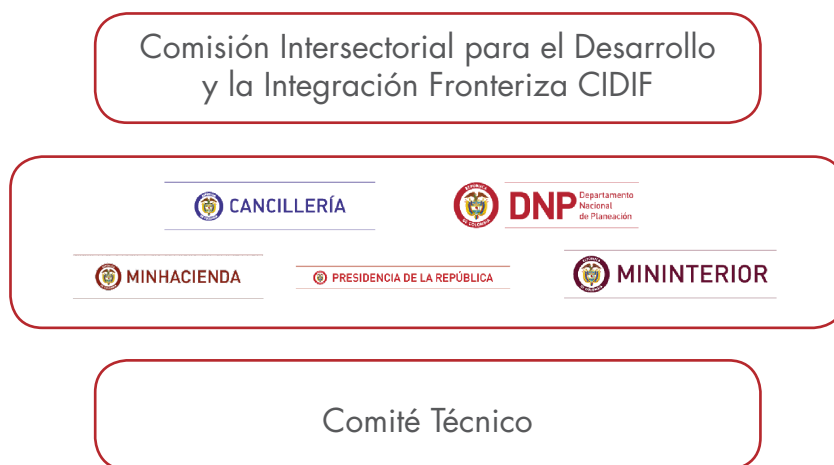 Comisión Intersectorial para el Desarrollo
y la Integración Fronteriza CIDIF
CANCILLERÍA
DNP Departamento
Nacional
de Planeación
MINHACIENDA
PRESIDENCIA DE LA REPÚBLICA
MININTERIOR
Comité Técnico